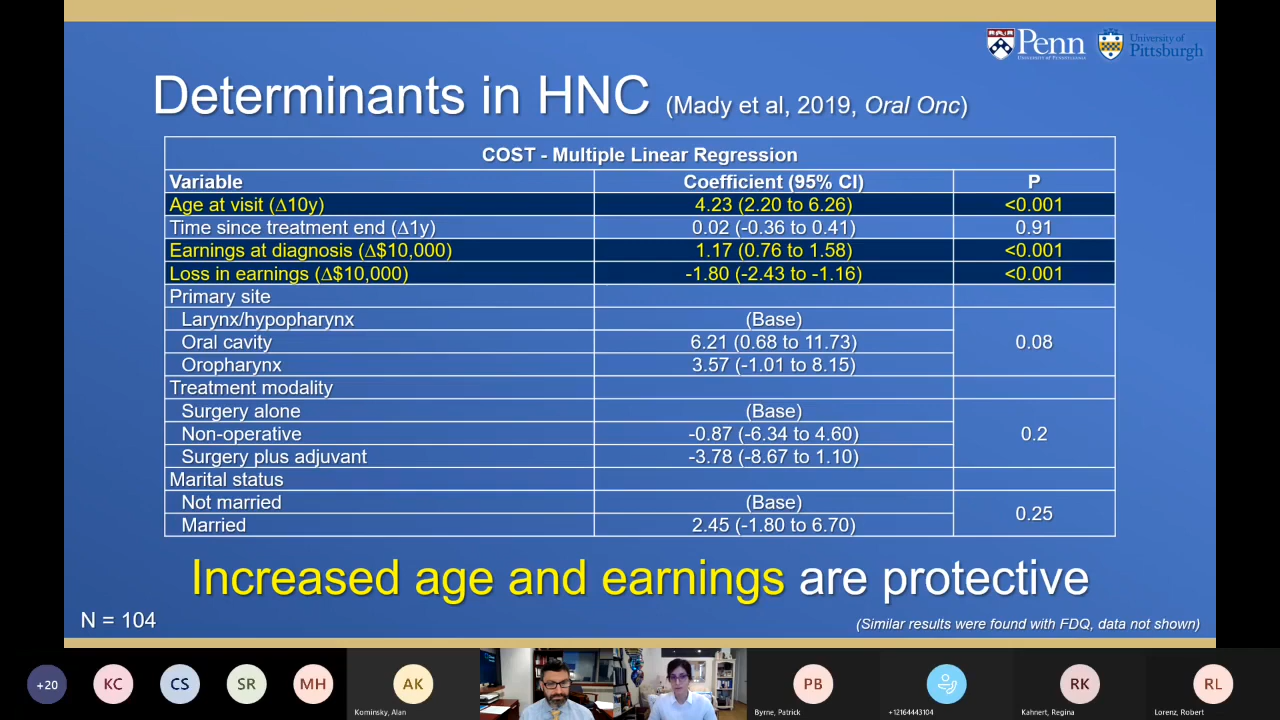 Penn
UNIVERSITY OF PENNSYLVANIA
University of
Pittsburgh
Determinants in HNC (Mady et al, 2019, Oral Onc)
COST - Multiple Linear Regression
Variable Coefficient (95% CI) P
Age at visit (Δ10y) 4.23 (2.20 to 6.26) <0.001
Time since treatment end (Δ1y) 0.02 (-0.36 to 0.41) 0.91
Earnings at diagnosis (Δ$10,000) 1.17 (0.76 to 1.58) <0.001
Loss in earnings (Δ$10,000) -1.80 (-2.43 to -1.16) <0.001
Primary site
Larynx/hypopharynx (Base)
Oral cavity 6.21 (0.68 to 11.73) 0.08
Oropharynx 3.57 (-1.01 to 8.15)
Treatment modality
Surgery alone (Base)
Non-operative -0.87 (-6.34 to 4.60) 0.2
Surgery plus adjuvant -3.78 (-8.67 to 1.10)
Marital status
Not married (Base)
Married 2.45 (-1.80 to 6.70) 0.25
Increased age and earnings are protective
N = 104 (Similar results were found with FDQ, data not shown)
+20 KC CS SR MH AK PB RK RL
Kominsky, Alan Byrne, Patrick +12164443104 Kahnert, Regina Lorenz, Robert